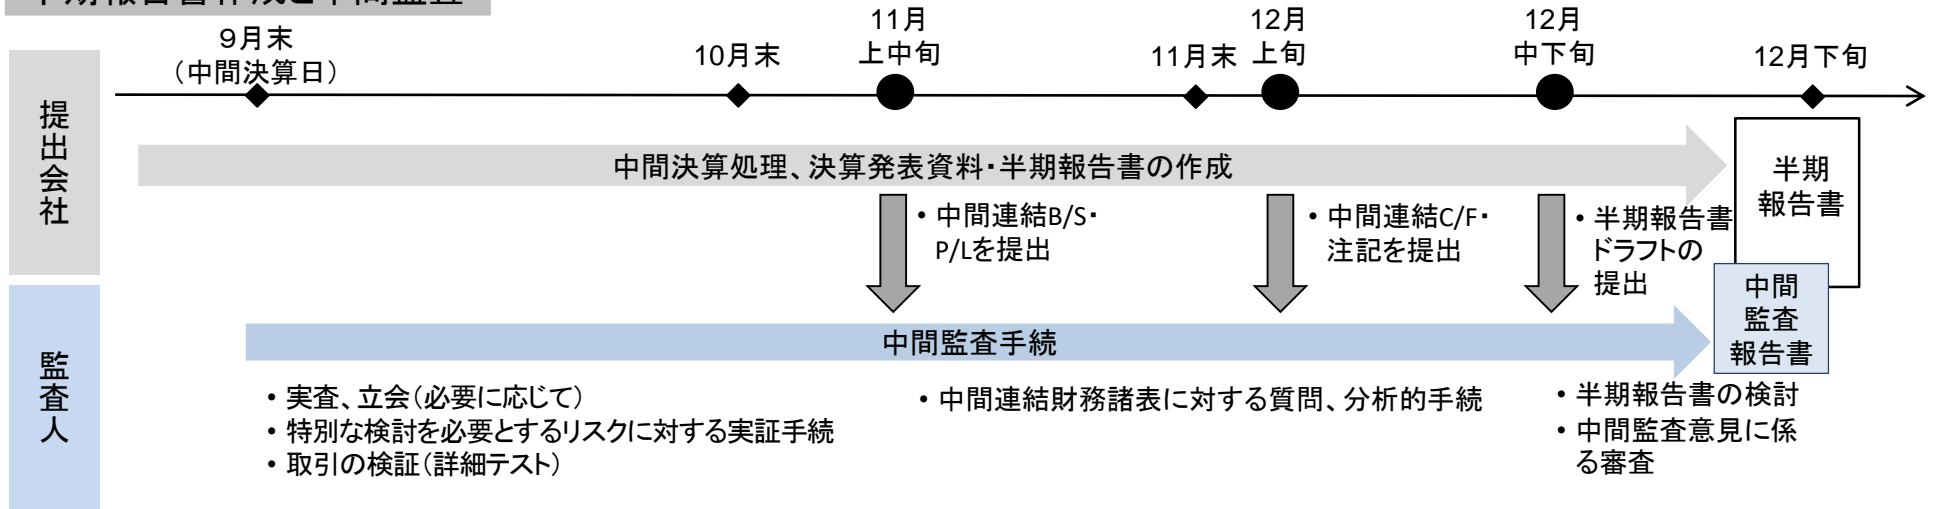 9月末
(中間決算日)
10月末
11月
上中旬
11月末
12月
上旬
12月
中下旬
12月下旬
提出会社
中間決算処理、決算発表資料・半期報告書の作成
半期
報告書
• 中間連結B/S・
P/Lを提出
• 中間連結C/F・
注記を提出
• 半期報告書
ドラフトの
提出
監査人
中間監査手続
中間
監査
報告書
• 実査、立会(必要に応じて)
• 特別な検討を必要とするリスクに対する実証手続
• 取引の検証(詳細テスト)
• 中間連結財務諸表に対する質問、分析的手続
• 半期報告書の検討
• 中間監査意見に係
る審査